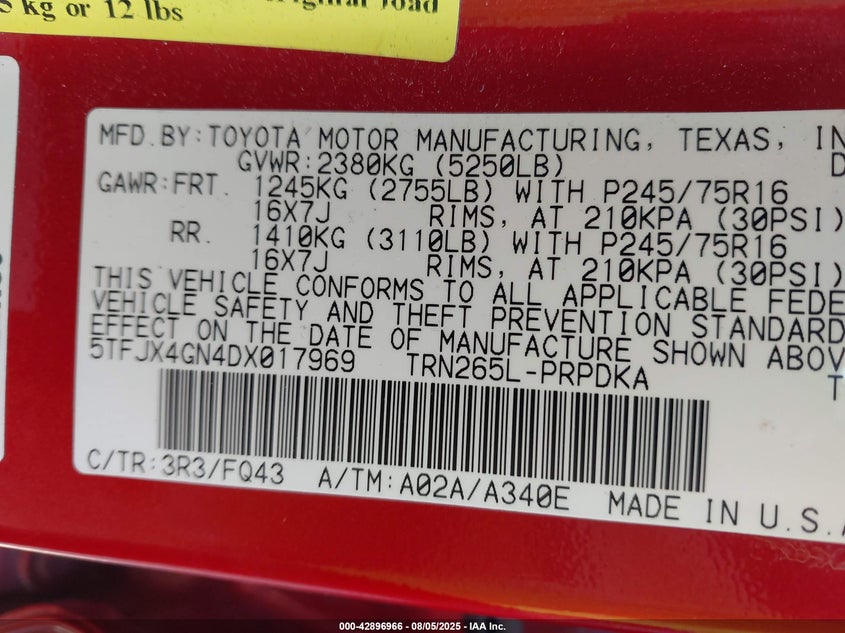 kg or 12 lbs
MFD.BY:TOYOTA MOTOR MANUFACTURING, TEXAS, IN
GVWR:2380KG (5250LB) D
GAWR:FRT. 1245KG (2755LB) WITH P245/75R16
16X7J RIMS, AT 210KPA (30PSI)
RR. 1410KG (3110LB) WITH P245/75R16
16X7J RIMS, AT 210KPA (30PSI)
THIS VEHICLE CONFORMS TO ALL APPLICABLE FEDE
VEHICLE SAFETY AND THEFT PREVENTION STANDARD
EFFECT ON THE DATE OF MANUFACTURE SHOWN ABOV
5TFJX4GN4DX017969 TRN265L-PRPDKA T
C/TR:3R3/FQ43 A/TM:A02A/A340E MADE IN U.S.A
000-42896966 - 08/05/2025 - IAA Inc.